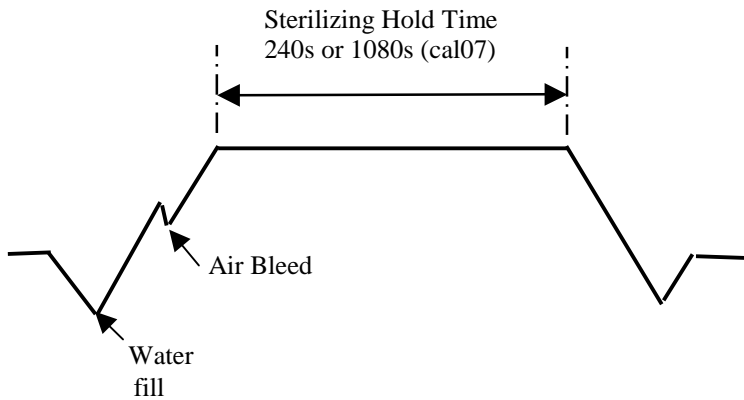 Sterilizing Hold Time
240s or 1080s (cal07)
Air Bleed
Water
fill